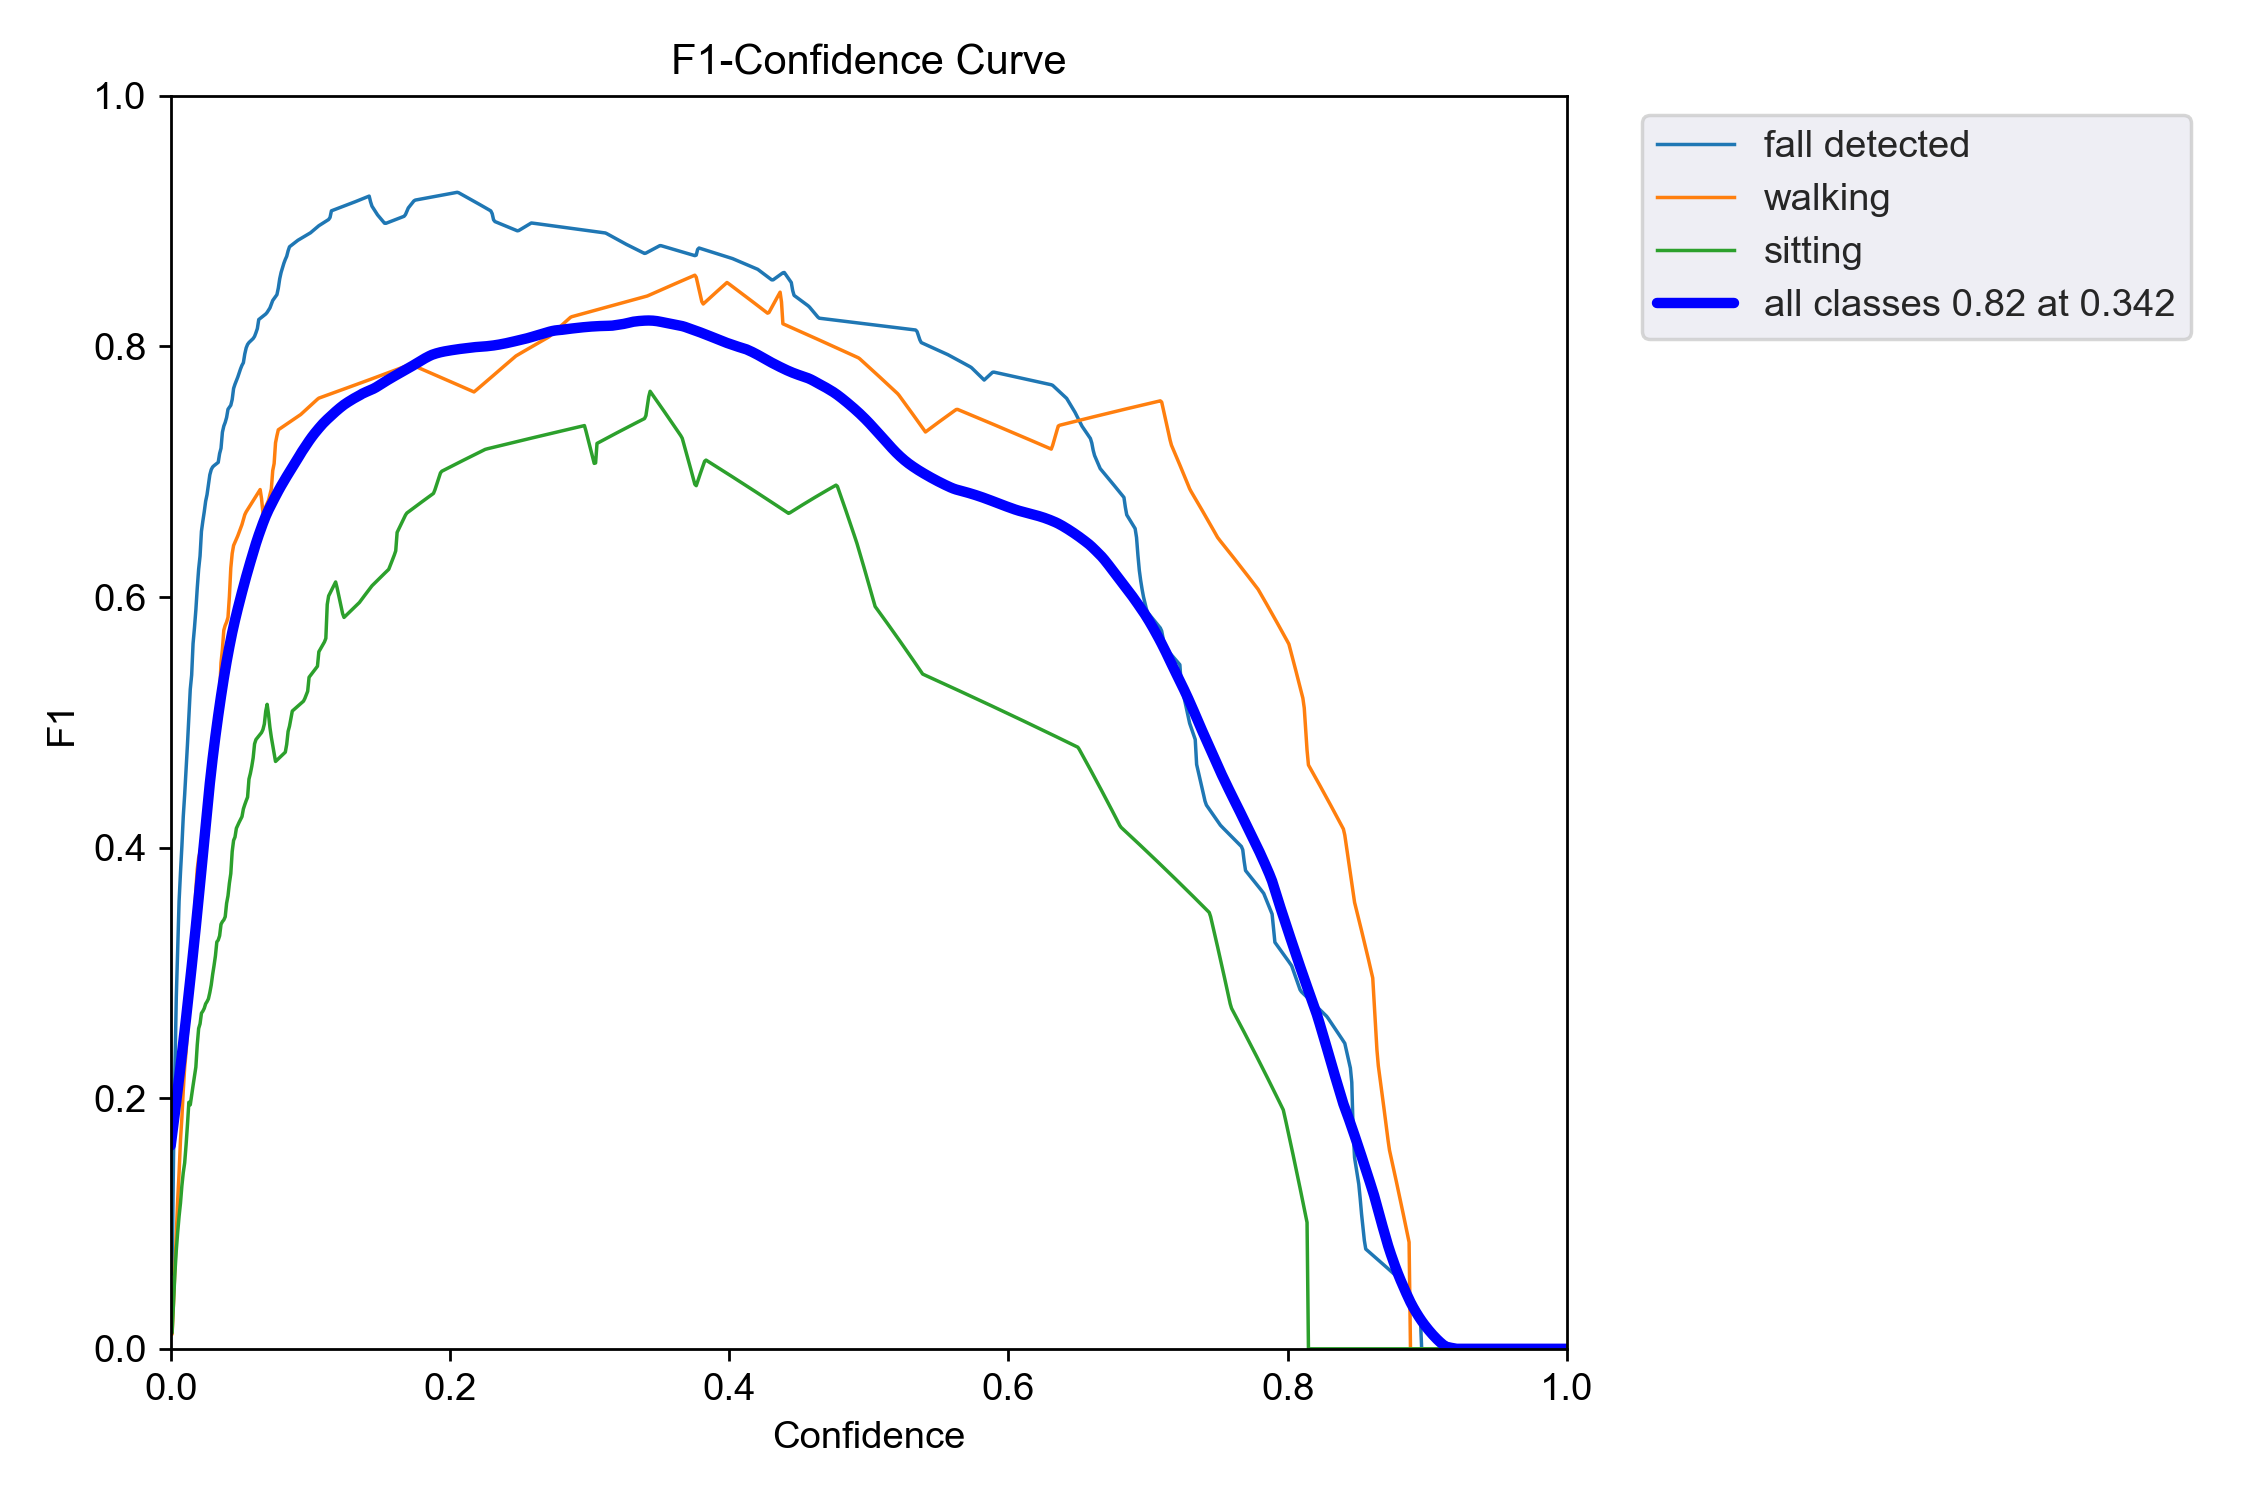 F1-Confidence Curve
1.0
0.8
0.6
0.4
0.2
0.0
F1
0.0 0.2 0.4 0.6 0.8 1.0
Confidence
fall detected
walking
sitting
all classes 0.82 at 0.342